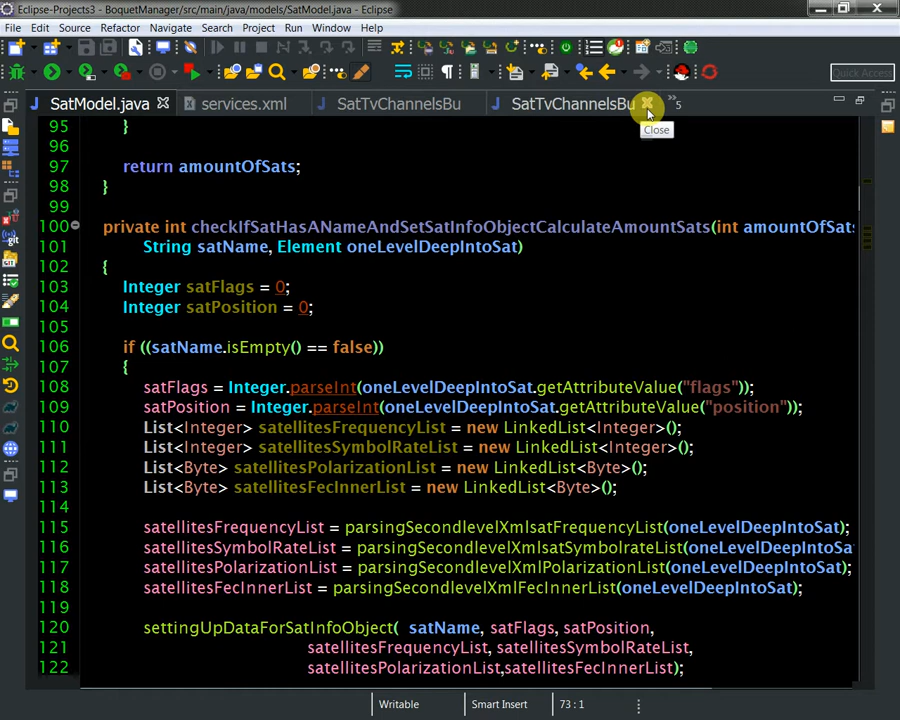 Eclipse-Projects3 - BoquetManager/src/main/java/models/SatModel.java - Eclipse
File Edit Source Refactor Navigate Search Project Run Window Help
Quick Access
SatModel.java services.xml SatTvChannelsBu SatTvChannelsBu »5
Close
95 }
96
97 return amountOfSats;
98 }
99
100 private int checkIfSatHasANameAndSetSatInfoObjectCalculateAmountSats(int amountOfSats
101 String satName, Element oneLevelDeepIntoSat)
102 {
103 Integer satFlags = 0;
104 Integer satPosition = 0;
105
106 if ((satName.isEmpty() == false))
107 {
108 satFlags = Integer.parseInt(oneLevelDeepIntoSat.getAttributeValue("flags"));
109 satPosition = Integer.parseInt(oneLevelDeepIntoSat.getAttributeValue("position"));
110 List<Integer> satellitesFrequencyList = new LinkedList<Integer>();
111 List<Integer> satellitesSymbolRateList = new LinkedList<Integer>();
112 List<Byte> satellitesPolarizationList = new LinkedList<Byte>();
113 List<Byte> satellitesFecInnerList = new LinkedList<Byte>();
114
115 satellitesFrequencyList = parsingSecondlevelXmlsatFrequencyList(oneLevelDeepIntoSat);
116 satellitesSymbolRateList = parsingSecondlevelXmlsatSymbolrateList(oneLevelDeepIntoSa
117 satellitesPolarizationList = parsingSecondlevelXmlPolarizationList(oneLevelDeepIntoSat);
118 satellitesFecInnerList = parsingSecondlevelXmlFecInnerList(oneLevelDeepIntoSat);
119
120 settingUpDataForSatInfoObject( satName, satFlags, satPosition,
121 satellitesFrequencyList, satellitesSymbolRateList,
122 satellitesPolarizationList,satellitesFecInnerList);
Writable Smart Insert 73 : 1